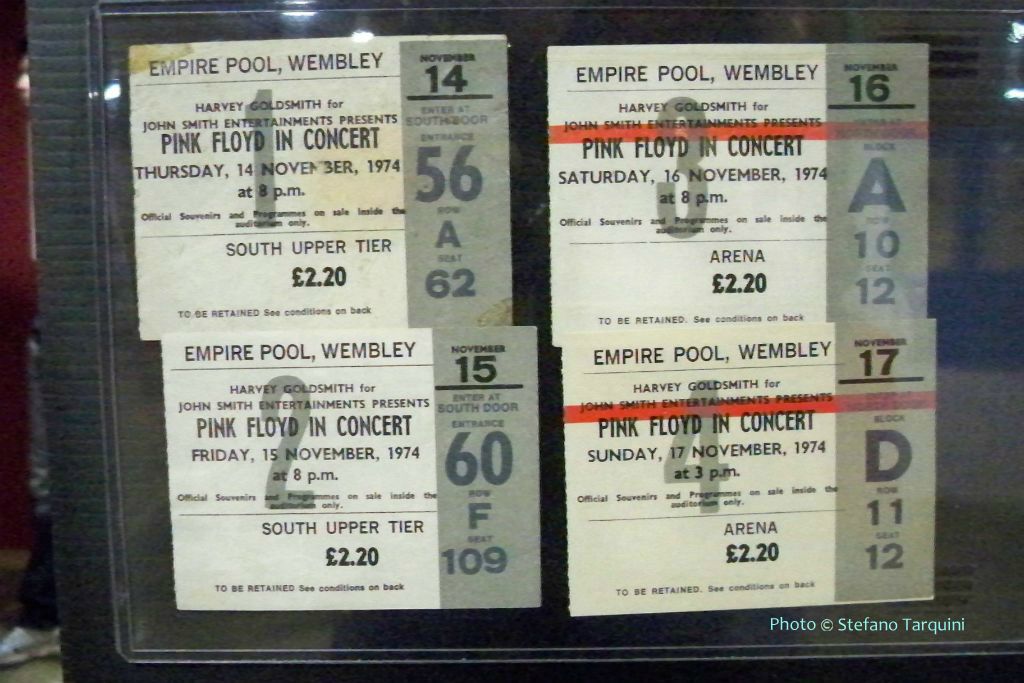 EMPIRE POOL, WEMBLEY
HARVEY GOLDSMITH for
JOHN SMITH ENTERTAINMENTS PRESENTS
PINK FLOYD IN CONCERT
THURSDAY, 14 NOVEMBER, 1974
at 8 p.m.
Official Souvenirs and Programmes on sale inside the
auditorium only.
SOUTH UPPER TIER
£2.20
TO BE RETAINED See conditions on back
1
NOVEMBER
14
ENTER AT
SOUTH DOOR
ENTRANCE
56
ROW
A
SEAT
62
EMPIRE POOL, WEMBLEY
HARVEY GOLDSMITH for
JOHN SMITH ENTERTAINMENTS PRESENTS
PINK FLOYD IN CONCERT
SATURDAY, 16 NOVEMBER, 1974
at 8 p.m.
Official Souvenirs and Programmes on sale inside the
auditorium only.
ARENA
£2.20
TO BE RETAINED. See conditions on back
3
NOVEMBER
16
BLOCK
A
ROW
10
SEAT
12
EMPIRE POOL, WEMBLEY
HARVEY GOLDSMITH for
JOHN SMITH ENTERTAINMENTS PRESENTS
PINK FLOYD IN CONCERT
FRIDAY, 15 NOVEMBER, 1974
at 8 p.m.
Official Souvenirs and Programmes on sale inside the
auditorium only.
SOUTH UPPER TIER
£2.20
TO BE RETAINED See conditions on back
2
NOVEMBER
15
ENTER AT
SOUTH DOOR
ENTRANCE
60
ROW
F
SEAT
109
EMPIRE POOL, WEMBLEY
HARVEY GOLDSMITH for
JOHN SMITH ENTERTAINMENTS PRESENTS
PINK FLOYD IN CONCERT
SUNDAY, 17 NOVEMBER, 1974
at 3 p.m.
Official Souvenirs and Programmes on sale inside the
auditorium only.
ARENA
£2.20
TO BE RETAINED. See conditions on back
4
NOVEMBER
17
BLOCK
D
ROW
11
SEAT
12
Photo © Stefano Tarquini